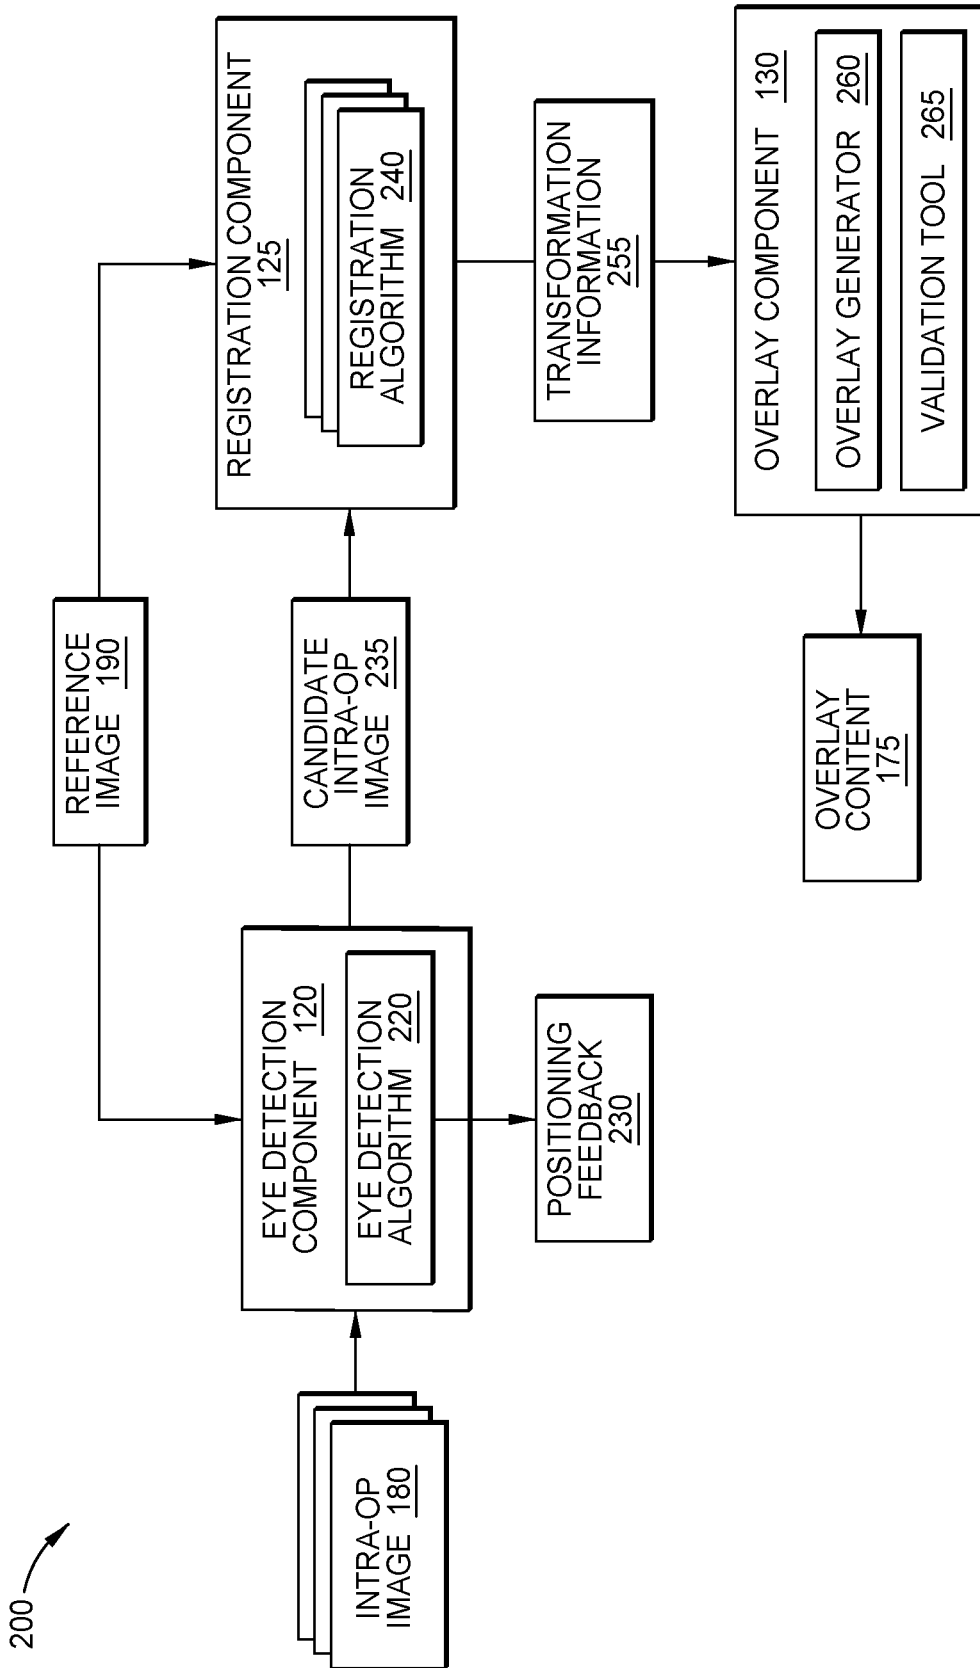 200
REFERENCE
IMAGE 190
INTRA-OP
IMAGE 180
EYE DETECTION
COMPONENT 120
EYE DETECTION
ALGORITHM 220
POSITIONING
FEEDBACK
230
CANDIDATE
INTRA-OP
IMAGE 235
REGISTRATION COMPONENT
125
REGISTRATION
ALGORITHM 240
TRANSFORMATION
INFORMATION
255
OVERLAY COMPONENT 130
OVERLAY GENERATOR 260
VALIDATION TOOL 265
OVERLAY
CONTENT
175